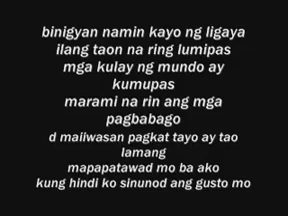 binigyan namin kayo ng ligaya
ilang taon na ring lumipas
mga kulay ng mundo ay
kumupas
marami na rin ang mga
pagbabago
d maiiwasan pagkat tayo ay tao
lamang
mapapatawad mo ba ako
kung hindi ko sinunod ang gusto mo